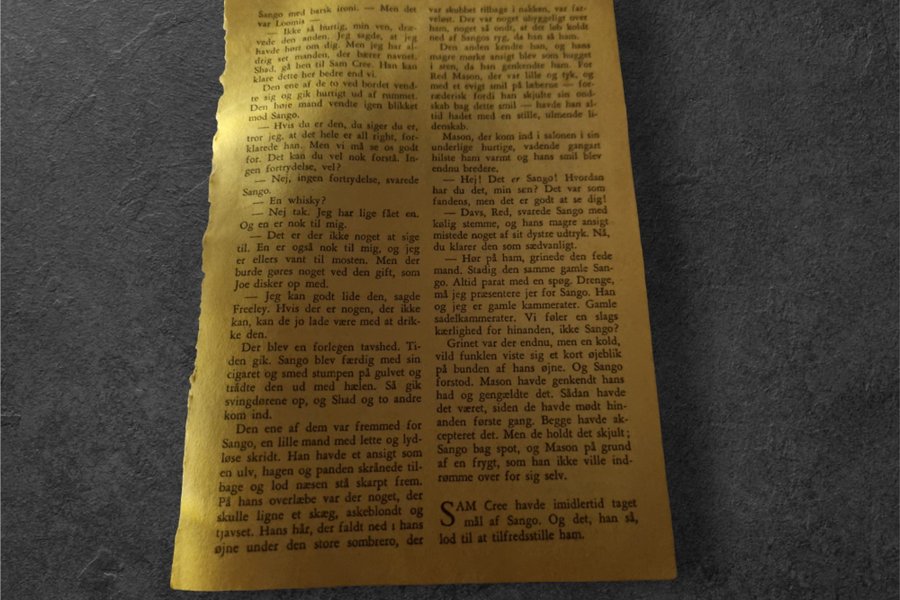 Sango med barsk ironi. — Men det
var Loomis —
— Ikke så hurtig, min ven, dræ-
vede den anden. Jeg sagde, at jeg
havde hørt om dig. Men jeg har al-
drig set manden, der bærer navnet.
Shad, gå hen til Sam Cree. Han kan
klare dette her bedre end vi.
Den ene af de to ved bordet vend-
te sig og gik hurtigt ud af rummet.
Den høje mand vendte igen blikket
mod Sango.
— Hvis du er den, du siger du er,
tror jeg, at det hele er all right, for-
klarede han. Men vi må se os godt
for. Det kan du vel nok forstå. In-
gen fortrydelse, vel?
— Nej, ingen fortrydelse, svarede
Sango.
— En whisky?
— Nej tak. Jeg har lige fået en.
Og en er nok til mig.
— Det er der ikke noget at sige
til. En er også nok til mig, og jeg
er ellers vant til mosten. Men der
burde gøres noget ved den gift, som
Joe disker op med.
— Jeg kan godt lide den, sagde
Freeley. Hvis der er nogen, der ikke
kan, kan de jo lade være med at drik-
ke den.
Der blev en forlegen tavshed. Ti-
den gik. Sango blev færdig med sin
cigaret og smed stumpen på gulvet og
trådte den ud med hælen. Så gik
svingdørene op, og Shad og to andre
kom ind.
Den ene af dem var fremmed for
Sango, en lille mand med lette og lyd-
løse skridt. Han havde et ansigt som
en ulv, hagen og panden skrånede til-
bage og lod næsen stå skarpt frem.
På hans overlæbe var der noget, der
skulle ligne et skæg, askeblondt og
tjavset. Hans hår, der faldt ned i hans
øjne under den store sombrero, der
var skubbet tilbage i nakken, var far-
veløst. Der var noget uhyggeligt over
ham, noget så ondt, at det løb koldt
ned af Sangos ryg, da han så ham.
Den anden kendte han, og hans
magre mørke ansigt blev som hugget
i sten, da han genkendte ham. For
Red Mason, der var lille og tyk, og
med et evigt smil på læberne — for-
ræderisk fordi han skjulte sin ond-
skab bag dette smil — havde han al-
tid hadet med en stille, ulmende li-
denskab.
Mason, der kom ind i salonen i sin
underlige hurtige, vadende gangart
hilste ham varmt og hans smil blev
endnu bredere.
— Hej! Det er Sango! Hvordan
har du det, min søn? Det var som
fandens, men det er godt at se dig!
— Davs, Red, svarede Sango med
kølig stemme, og hans magre ansigt
mistede noget af sit dystre udtryk. Nå,
du klarer den som sædvanligt.
— Hør på ham, grinede den fede
mand. Stadig den samme gamle San-
go. Altid parat med en spøg. Drenge,
må jeg præsentere jer for Sango. Han
og jeg er gamle kammerater. Gamle
sadelkammerater. Vi føler en slags
kærlighed for hinanden, ikke Sango?
Grinet var der endnu, men en kold,
vild funklen viste sig et kort øjeblik
på bunden af hans øjne. Og Sango
forstod. Mason havde genkendt hans
had og gengældte det. Sådan havde
det været, siden de havde mødt hin-
anden første gang. Begge havde ak-
cepteret det. Men de holdt det skjult;
Sango bag spot, og Mason på grund
af en frygt, som han ikke ville ind-
rømme over for sig selv.
SAM Cree havde imidlertid taget
mål af Sango. Og det, han så,
lod til at tilfredsstille ham.